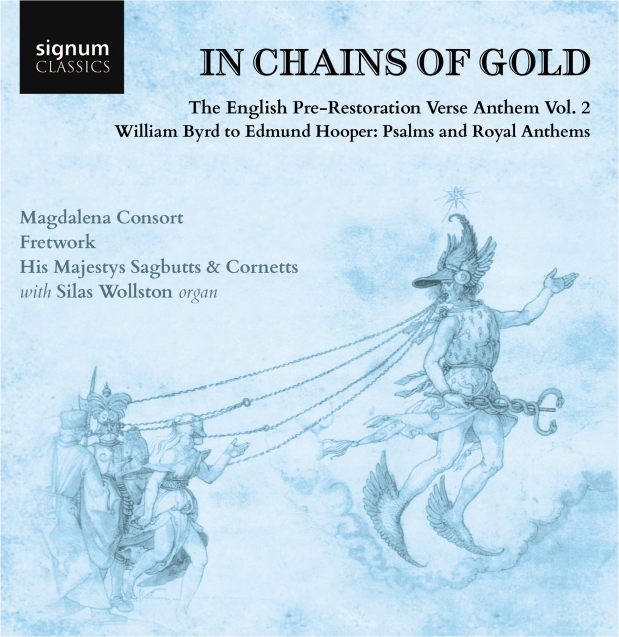 signum
CLASSICS
IN CHAINS OF GOLD
The English Pre-Restoration Verse Anthem Vol. 2
William Byrd to Edmund Hooper: Psalms and Royal Anthems
Magdalena Consort
Fretwork
His Majestys Sagbutts & Cornetts
with Silas Wollston organ